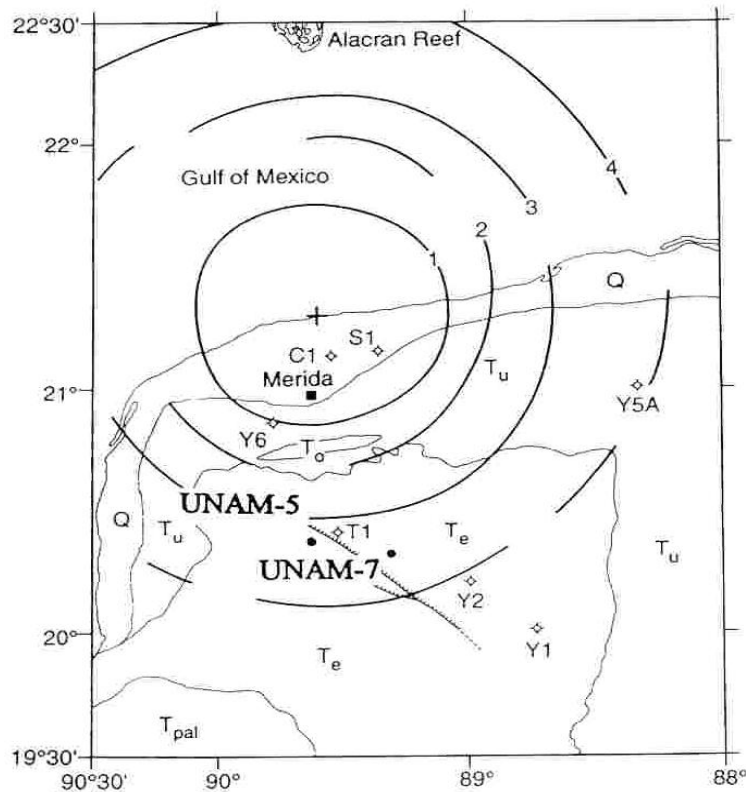 22°30'
Alacran Reef
22°
4
Gulf of Mexico
3
2
1
Q
S1
C1
Tu
21°
Merida
Y5A
Y6
To
UNAM-5
Q
Tu
T1
Te
Tu
UNAM-7
Y2
20°
Y1
Te
Tpal
19°30'
90°30'
90°
89°
88°